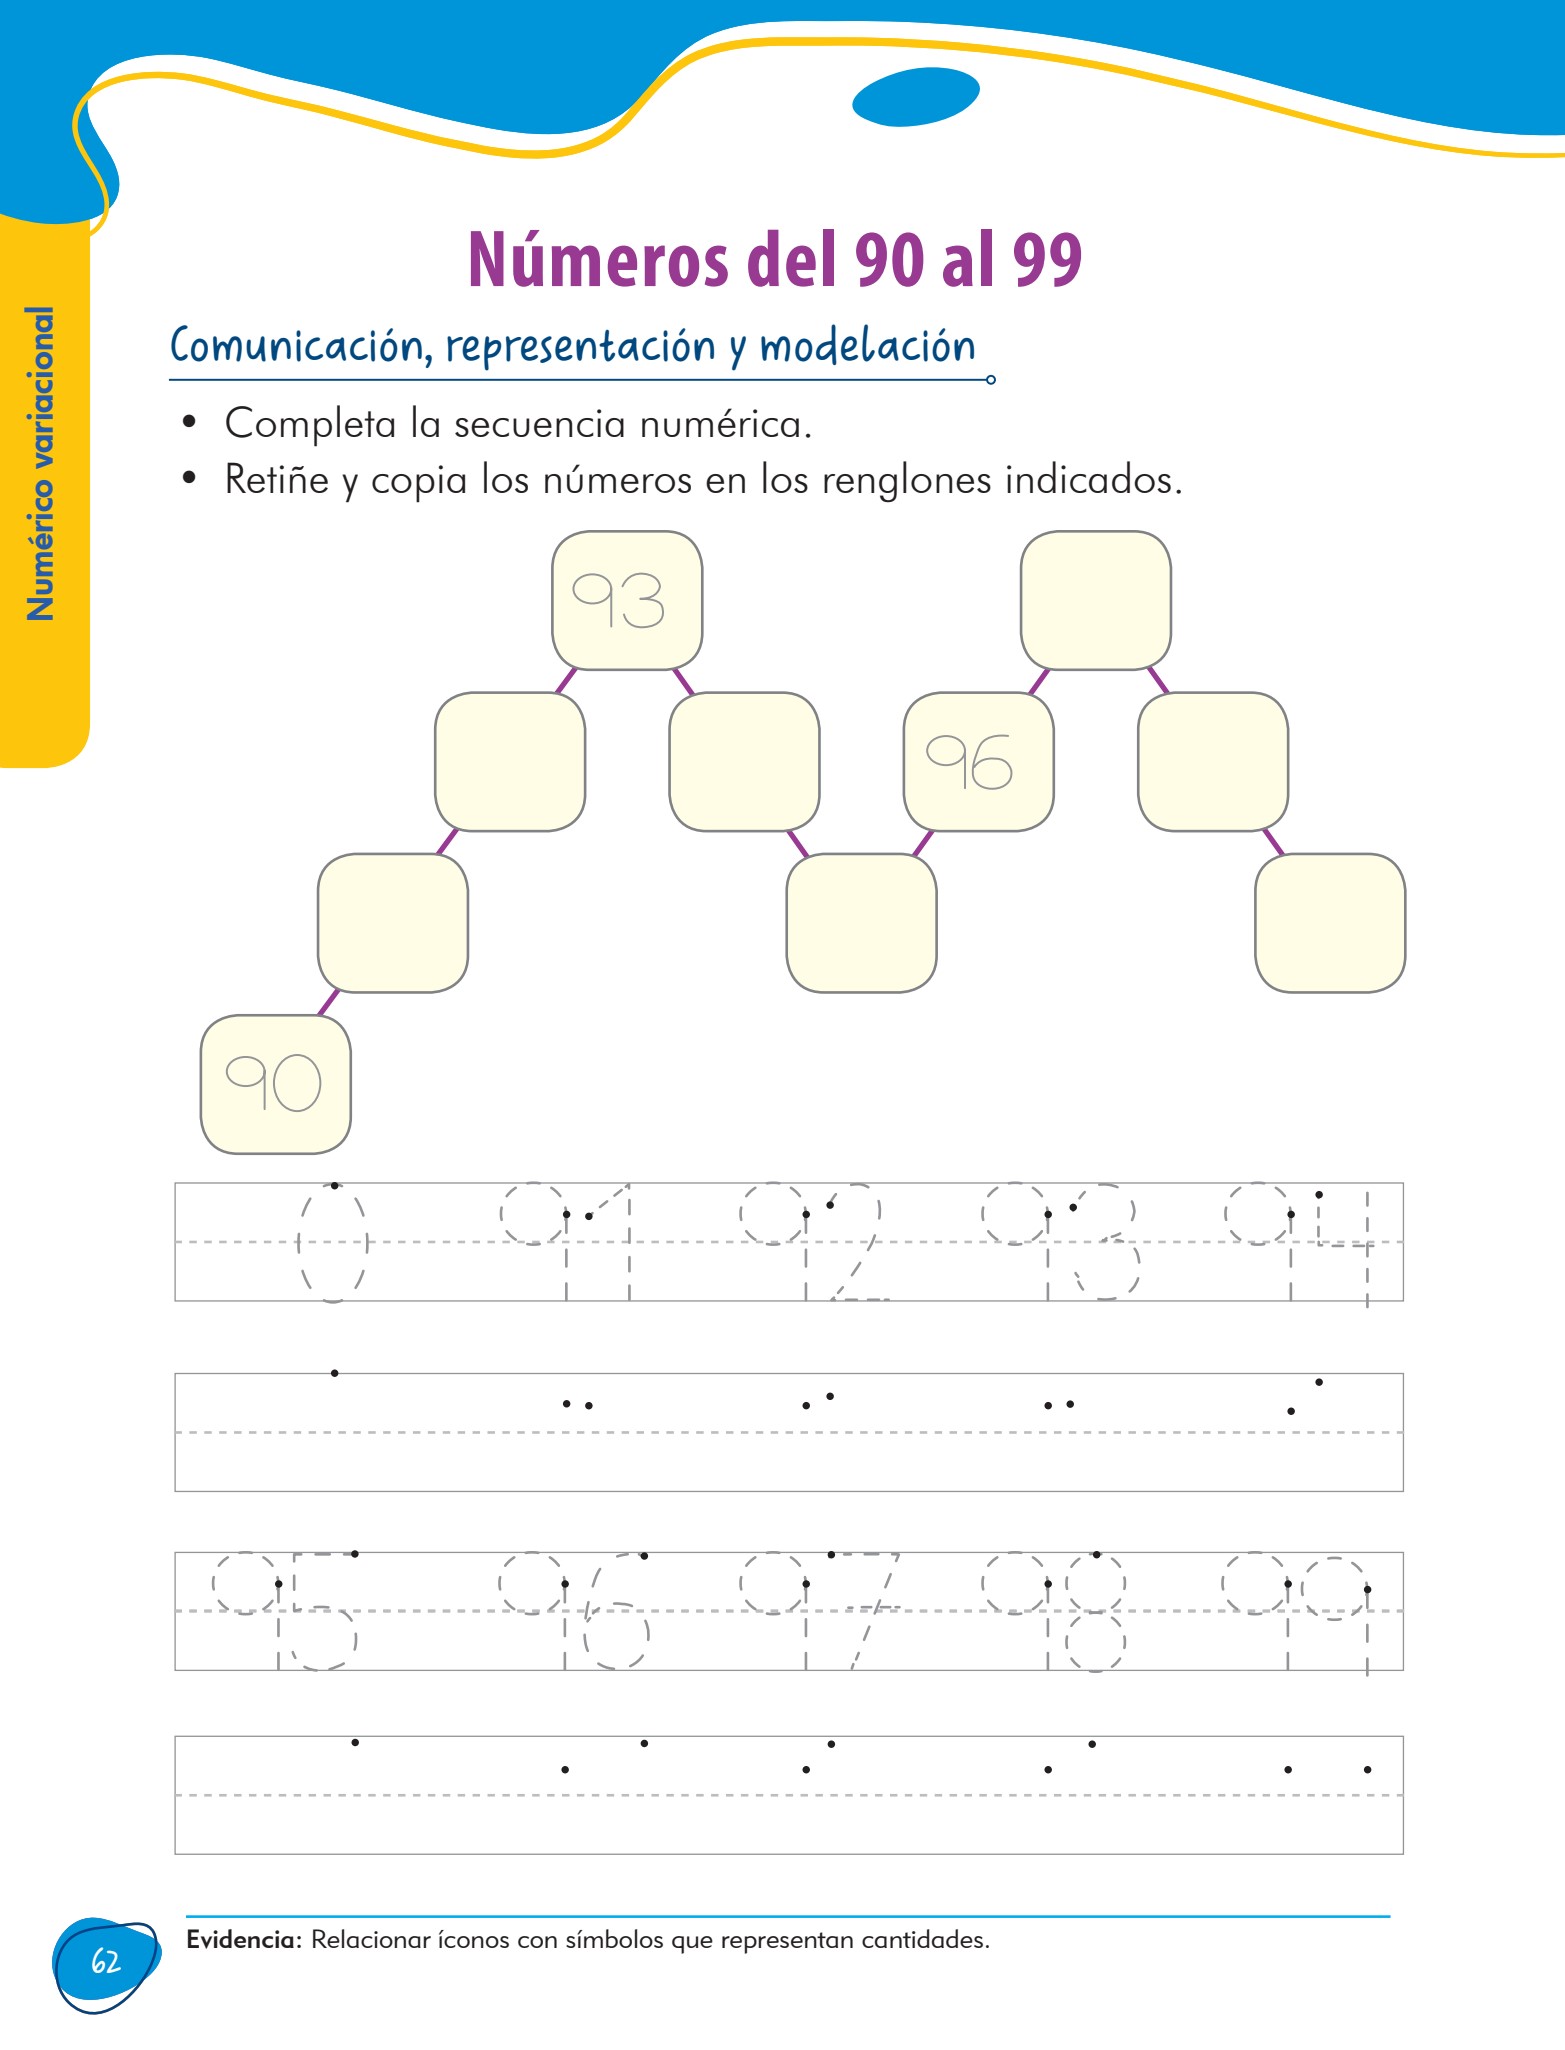 Números del 90 al 99
Numérico variacional
Comunicación, representación y modelación
• Completa la secuencia numérica.
• Retiñe y copia los números en los renglones indicados.
93
96
90
0 91 92 93 94
95 96 97 98 99
Evidencia: Relacionar íconos con símbolos que representan cantidades.
62